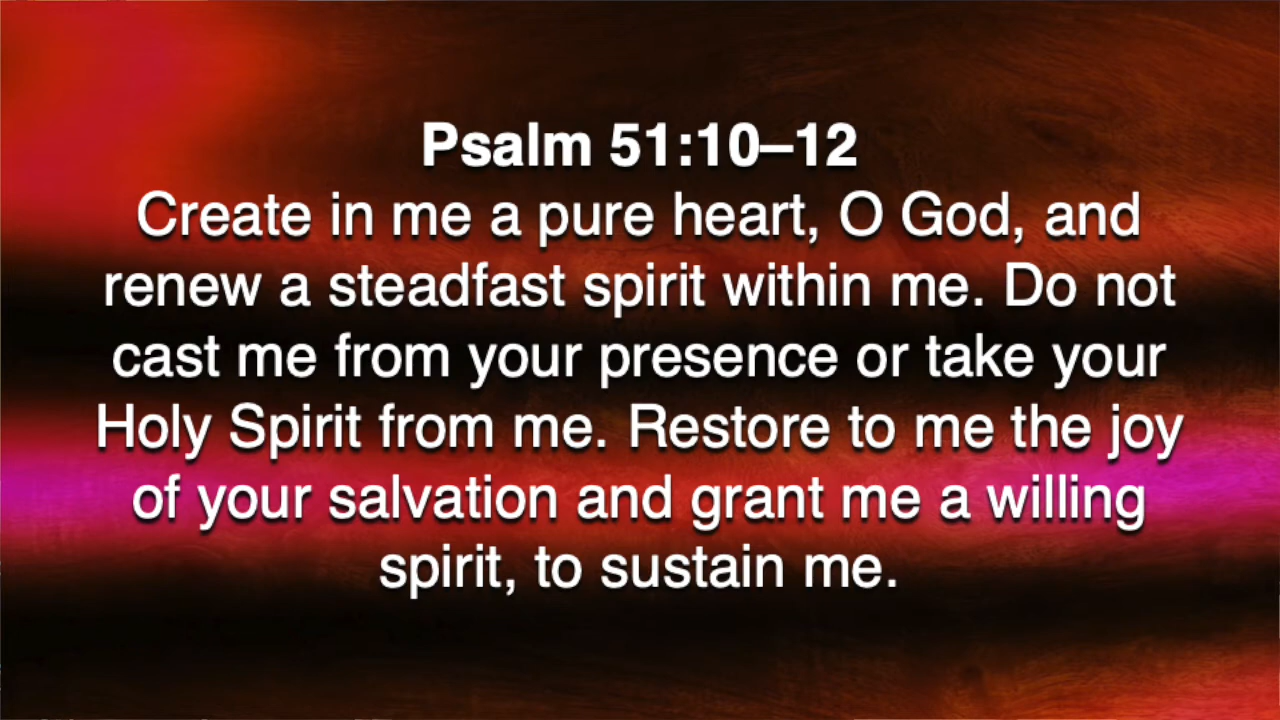 Psalm 51:10–12
Create in me a pure heart, O God, and
renew a steadfast spirit within me. Do not
cast me from your presence or take your
Holy Spirit from me. Restore to me the joy
of your salvation and grant me a willing
spirit, to sustain me.